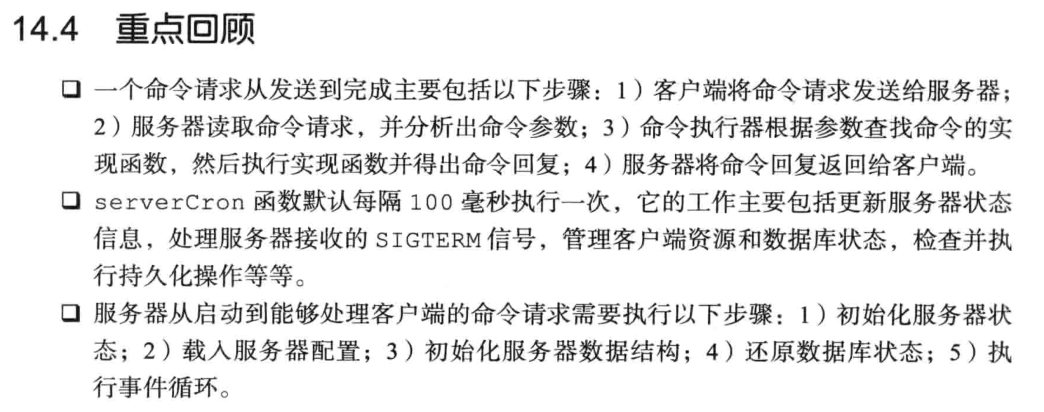 14.4 重点回顾
❑ 一个命令请求从发送到完成主要包括以下步骤：1）客户端将命令请求发送给服务器；
2）服务器读取命令请求，并分析出命令参数；3）命令执行器根据参数查找命令的实
现函数，然后执行实现函数并得出命令回复；4）服务器将命令回复返回给客户端。
❑ serverCron 函数默认每隔 100 毫秒执行一次，它的工作主要包括更新服务器状态
信息，处理服务器接收的 SIGTERM 信号，管理客户端资源和数据库状态，检查并执
行持久化操作等等。
❑ 服务器从启动到能够处理客户端的命令请求需要执行以下步骤：1）初始化服务器状
态；2）载入服务器配置；3）初始化服务器数据结构；4）还原数据库状态；5）执
行事件循环。